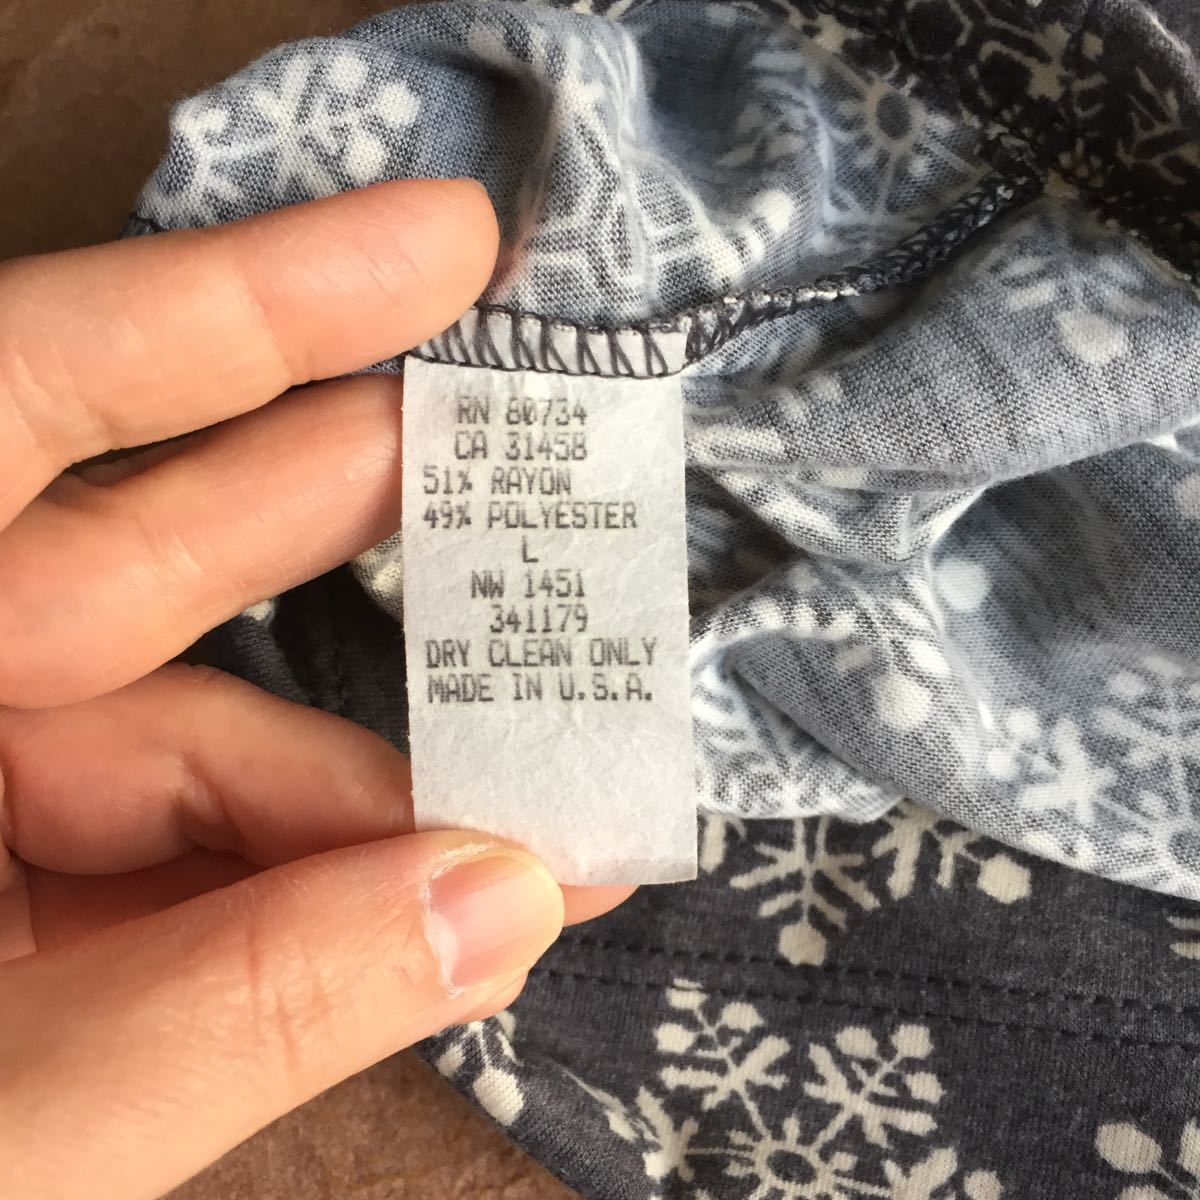 RN 80734
CA 31458
51% RAYON
49% POLYESTER
L
NW 1451
341179
DRY CLEAN ONLY
MADE IN U.S.A.